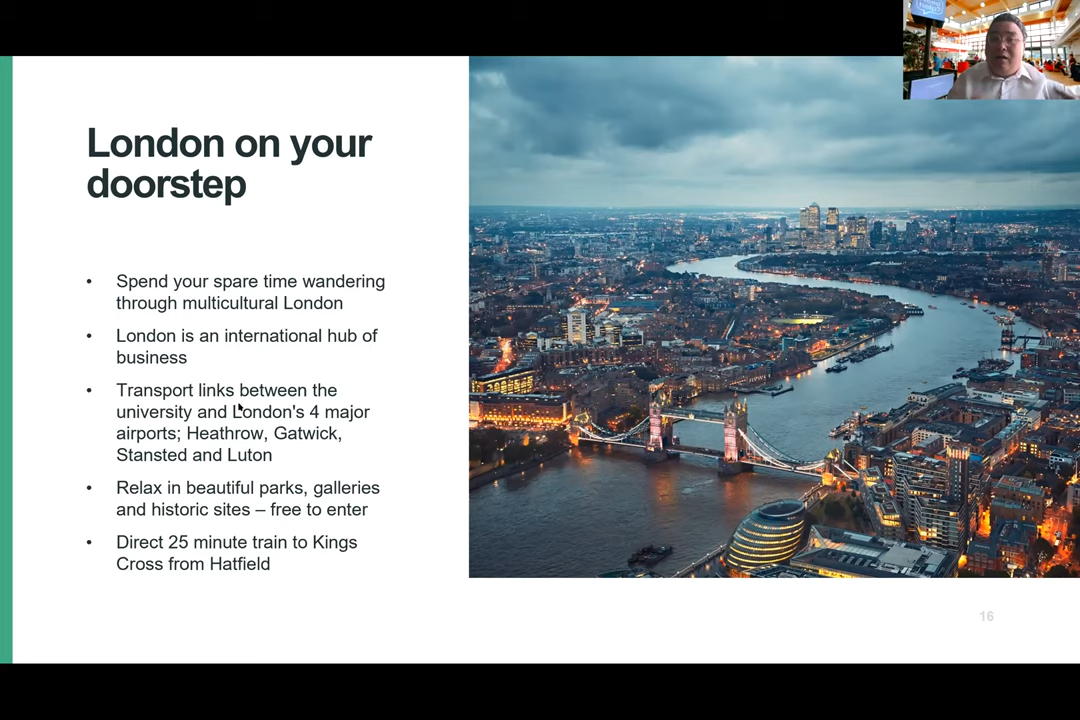 London on your
doorstep
• Spend your spare time wandering
through multicultural London
• London is an international hub of
business
• Transport links between the
university and London's 4 major
airports; Heathrow, Gatwick,
Stansted and Luton
• Relax in beautiful parks, galleries
and historic sites – free to enter
• Direct 25 minute train to Kings
Cross from Hatfield
16